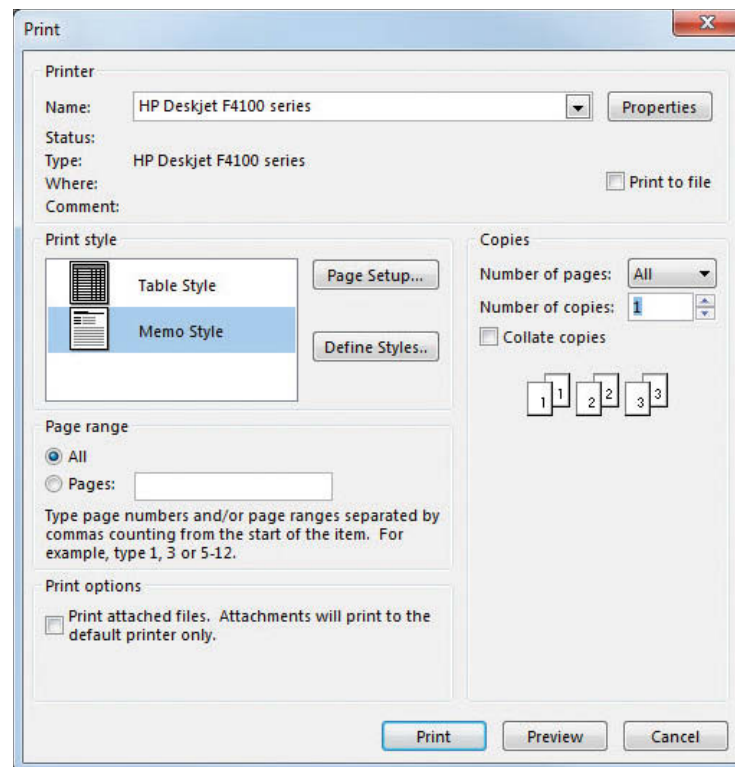 Print
Printer
Name: HP Deskjet F4100 series Properties
Status:
Type: HP Deskjet F4100 series
Where: Print to file
Comment:
Print style
Table Style
Memo Style
Page Setup...
Define Styles..
Copies
Number of pages: All
Number of copies: 1
Collate copies
1 1 2 2 3 3
Page range
All
Pages:
Type page numbers and/or page ranges separated by
commas counting from the start of the item. For
example, type 1, 3 or 5-12.
Print options
Print attached files. Attachments will print to the
default printer only.
Print Preview Cancel